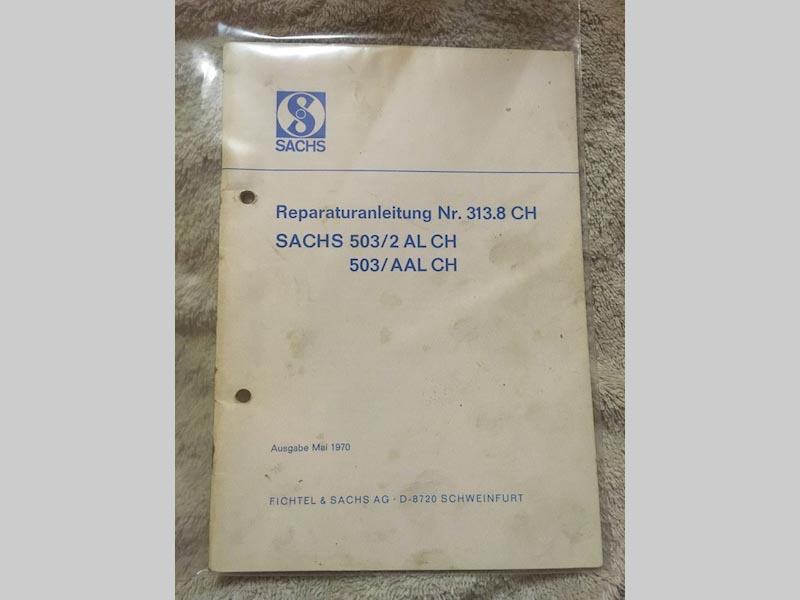 S
SACHS
Reparaturanleitung Nr. 313.8 CH
SACHS 503/2 AL CH
503/AAL CH
Ausgabe Mai 1970
FICHTEL & SACHS AG · D-8720 SCHWEINFURT